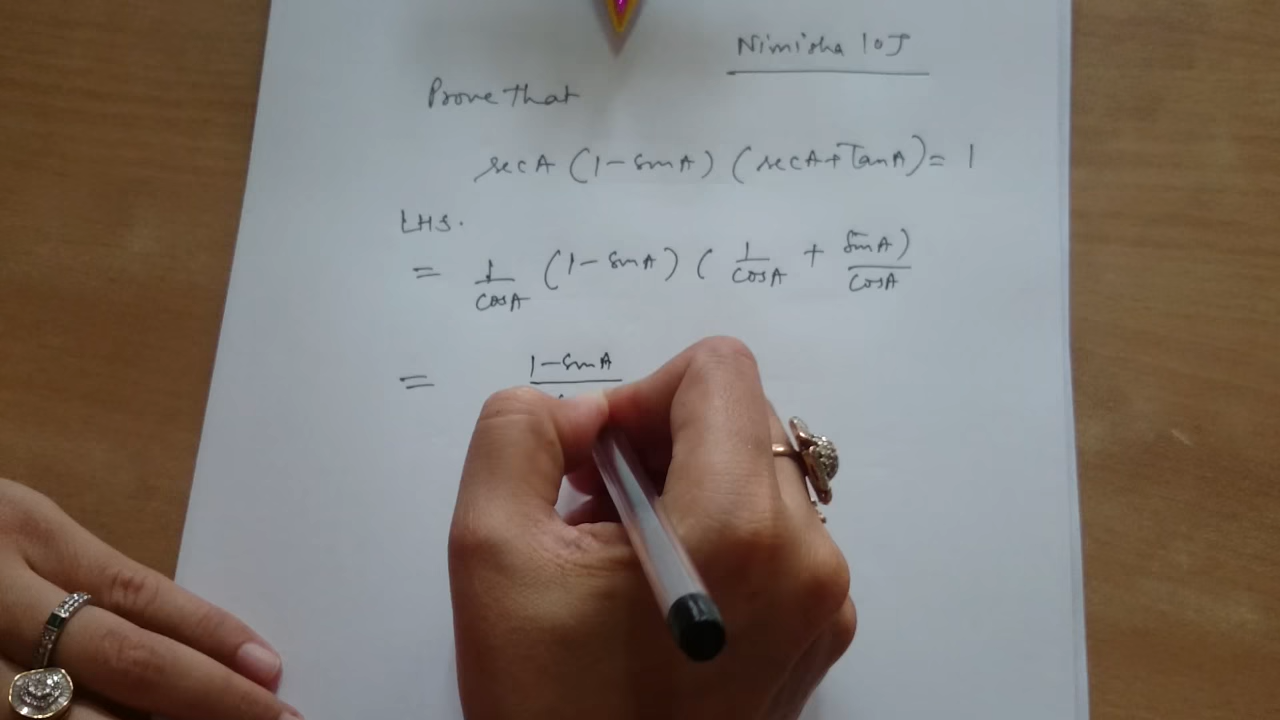 Nimisha 10J
Prove that
secA (1-sinA) (secA+TanA) = 1
LHS.
= 1/cosA (1-sinA) ( 1/cosA + sinA)/cosA
= 1-sinA